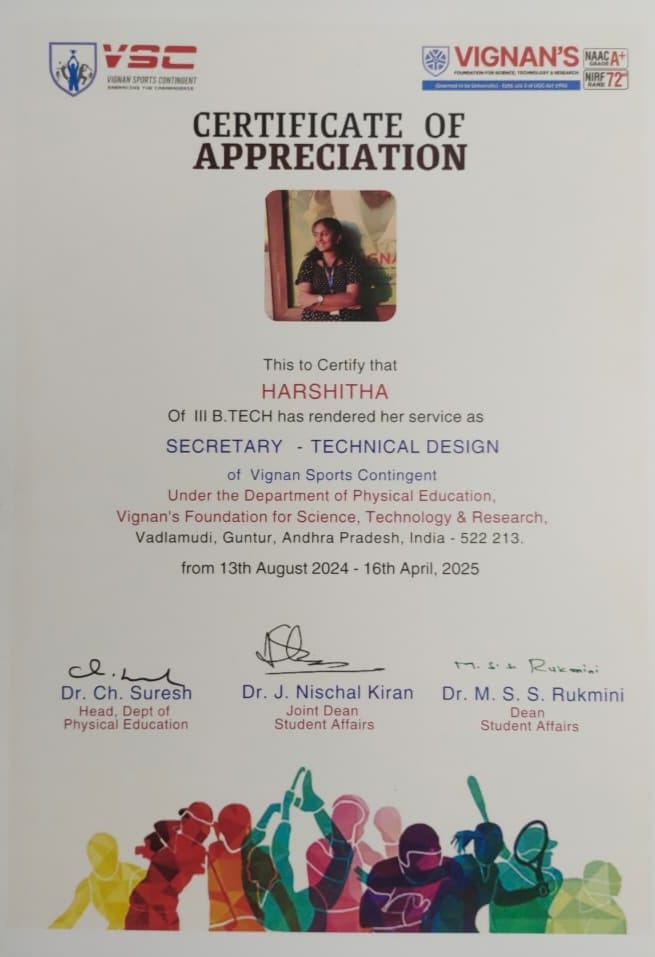 VSC
VIGNAN SPORTS CONTINGENT
VIGNAN'S
FOUNDATION FOR SCIENCE, TECHNOLOGY & RESEARCH
(Deemed to be University) - Estd. u/s 3 of UGC Act 1956
NAAC
GRADE A+
NIRF
RANK 72
CERTIFICATE OF
APPRECIATION
This to Certify that
HARSHITHA
Of III B.TECH has rendered her service as
SECRETARY - TECHNICAL DESIGN
of Vignan Sports Contingent
Under the Department of Physical Education,
Vignan's Foundation for Science, Technology & Research,
Vadlamudi, Guntur, Andhra Pradesh, India - 522 213.
from 13th August 2024 - 16th April, 2025
M. S. S. Rukmini
Dr. Ch. Suresh
Head, Dept of
Physical Education
Dr. J. Nischal Kiran
Joint Dean
Student Affairs
Dr. M. S. S. Rukmini
Dean
Student Affairs